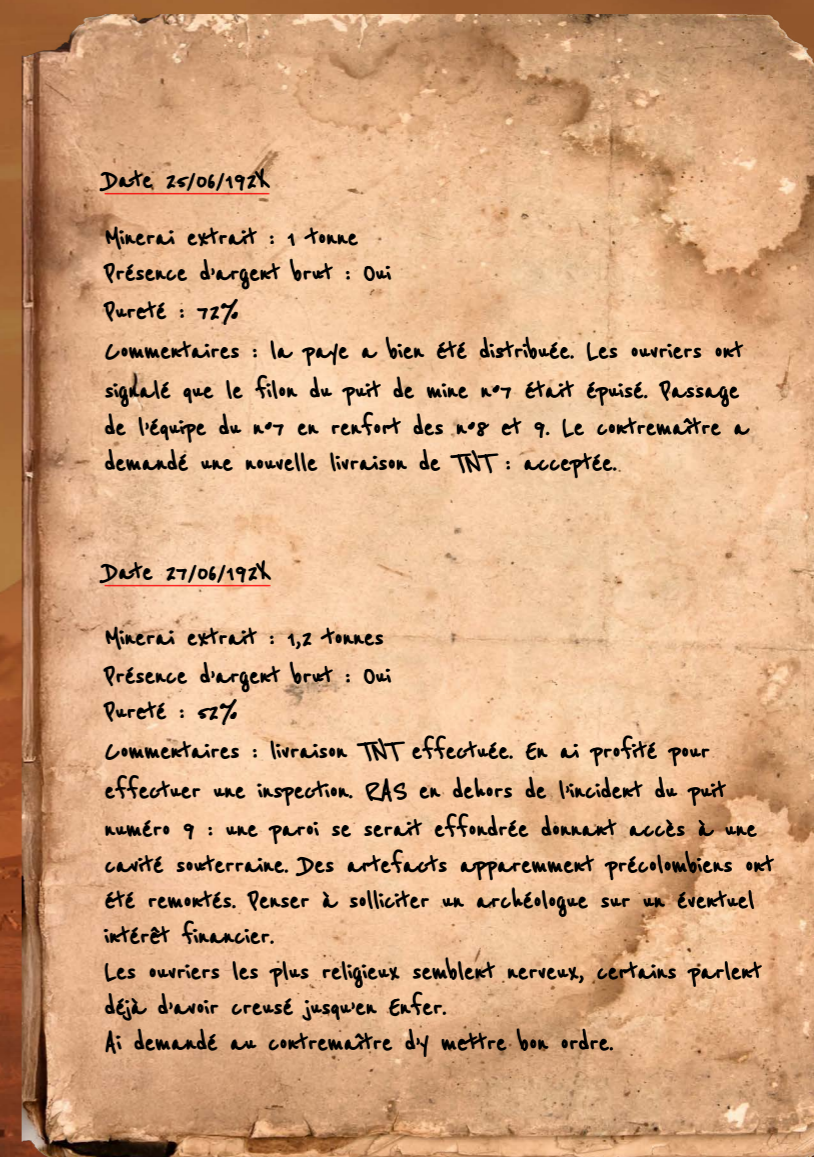 Date 25/06/192X
Minerai extrait : 1 tonne
Présence d'argent brut : Oui
Pureté : 72%
Commentaires : la paye a bien été distribuée. Les ouvriers ont
signalé que le filon du puit de mine n°7 était épuisé. Passage
de l'équipe du n°7 en renfort des n°8 et 9. Le contremaître a
demandé une nouvelle livraison de TNT : acceptée.
Date 27/06/192X
Minerai extrait : 1,2 tonnes
Présence d'argent brut : Oui
Pureté : 52%
Commentaires : livraison TNT effectuée. En ai profité pour
effectuer une inspection. RAS en dehors de l'incident du puit
numéro 9 : une paroi se serait effondrée donnant accès à une
cavité souterraine. Des artefacts apparemment précolombiens ont
été remontés. Penser à solliciter un archéologue sur un éventuel
intérêt financier.
Les ouvriers les plus religieux semblent nerveux, certains parlent
déjà d'avoir creusé jusqu'en Enfer.
Ai demandé au contremaître d'y mettre bon ordre.